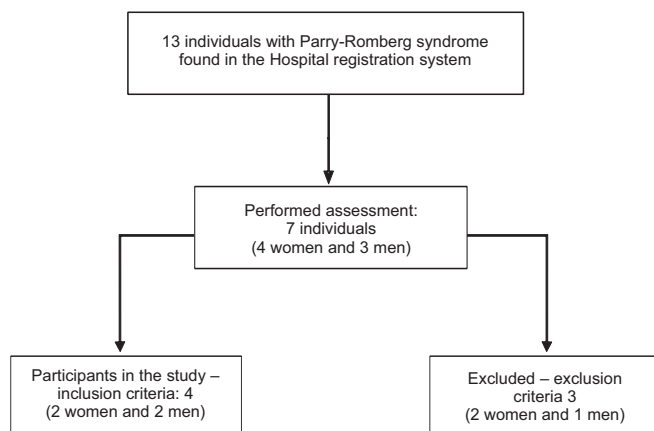 13 individuals with Parry-Romberg syndrome
found in the Hospital registration system
Performed assessment:
7 individuals
(4 women and 3 men)
Participants in the study –
inclusion criteria: 4
(2 women and 2 men)
Excluded – exclusion
criteria 3
(2 women and 1 men)